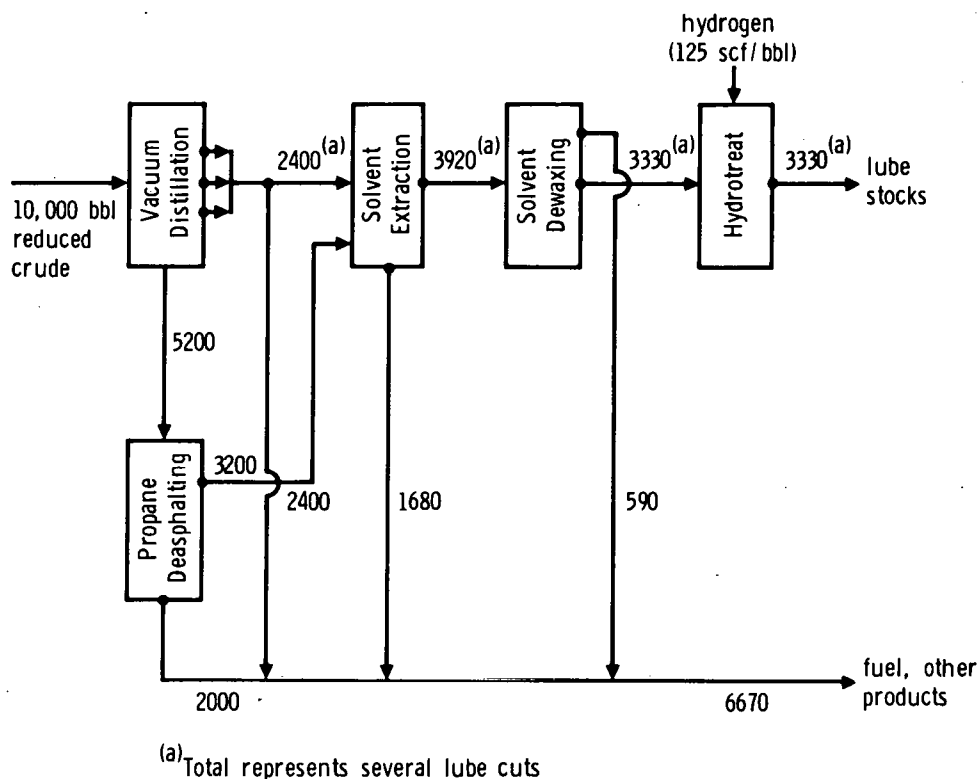 hydrogen
(125 scf/bbl)
Vacuum
Distillation
2400(a)
Solvent
Extraction
3920(a)
Solvent
Dewaxing
3330(a)
Hydrotreat
3330(a)
lube
stocks
10,000 bbl
reduced
crude
5200
Propane
Deasphalting
3200
2400
1680
590
2000
6670
fuel, other
products
(a)Total represents several lube cuts